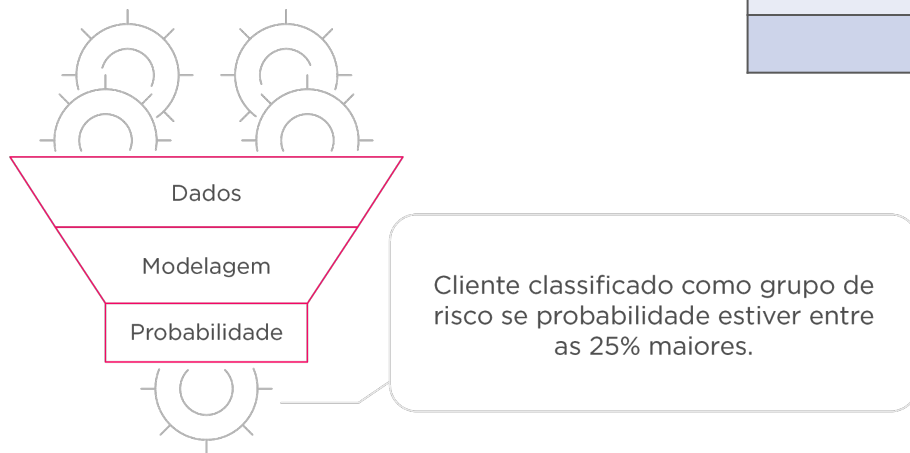 Dados
Modelagem
Probabilidade
Cliente classificado como grupo de
risco se probabilidade estiver entre
as 25% maiores.